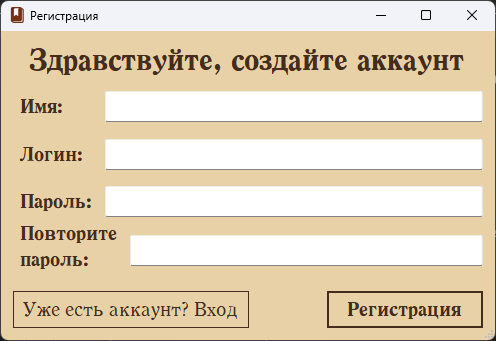 Регистрация
Здравствуйте, создайте аккаунт
Имя:
Логин:
Пароль:
Повторите
пароль:
Уже есть аккаунт? Вход
Регистрация